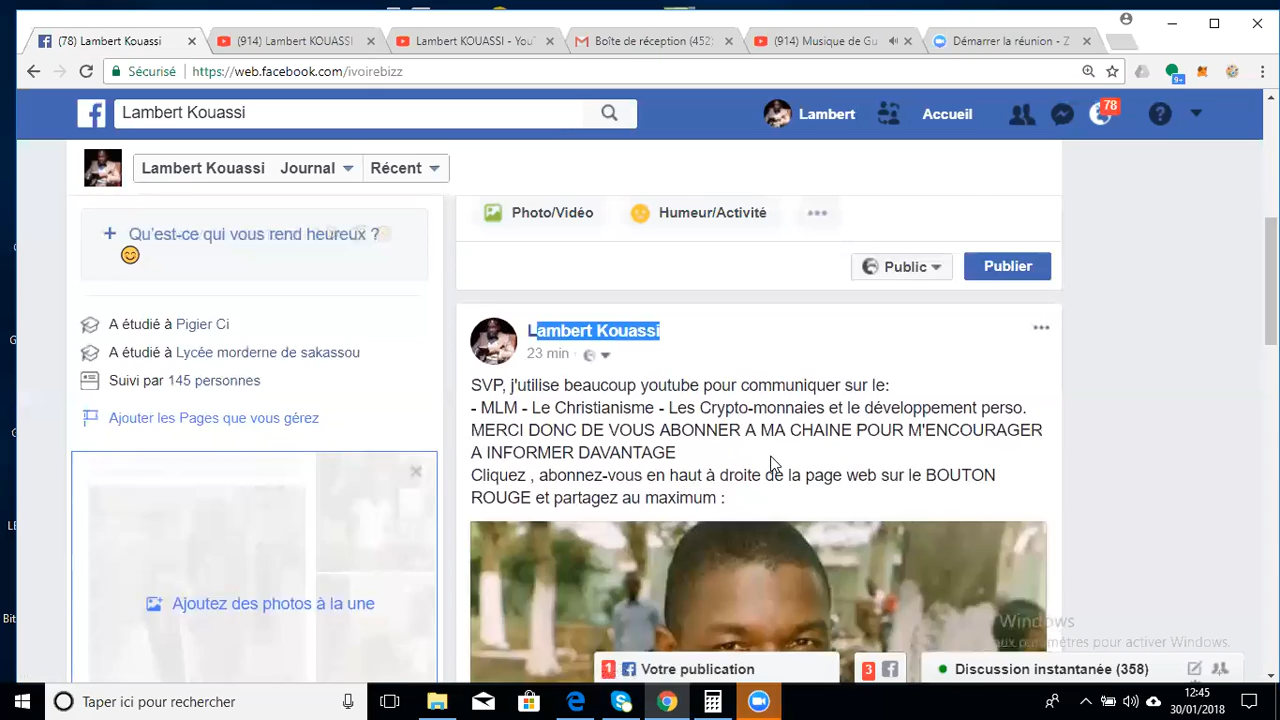 (78) Lambert Kouassi
(914) Lambert KOUASSI
Lambert KOUASSI - You
Boîte de réception (452
(914) Musique de Gu
Démarrer la réunion - Z
Sécurisé
https://web.facebook.com/ivoirebizz
9+
Lambert Kouassi
Lambert
Accueil
78
Lambert Kouassi
Journal
Récent
Photo/Vidéo
Humeur/Activité
Qu'est-ce qui vous rend heureux ?
Public
Publier
A étudié à Pigier Ci
A étudié à Lycée morderne de sakassou
Suivi par 145 personnes
Ajouter les Pages que vous gérez
Ajoutez des photos à la une
Lambert Kouassi
23 min
SVP, j'utilise beaucoup youtube pour communiquer sur le:
- MLM - Le Christianisme - Les Crypto-monnaies et le développement perso.
MERCI DONC DE VOUS ABONNER A MA CHAINE POUR M'ENCOURAGER
A INFORMER DAVANTAGE
Cliquez , abonnez-vous en haut à droite de la page web sur le BOUTON
ROUGE et partagez au maximum :
Windows
paramètres pour activer Windows.
1
Votre publication
3
Discussion instantanée (358)
Taper ici pour rechercher
12:45
30/01/2018